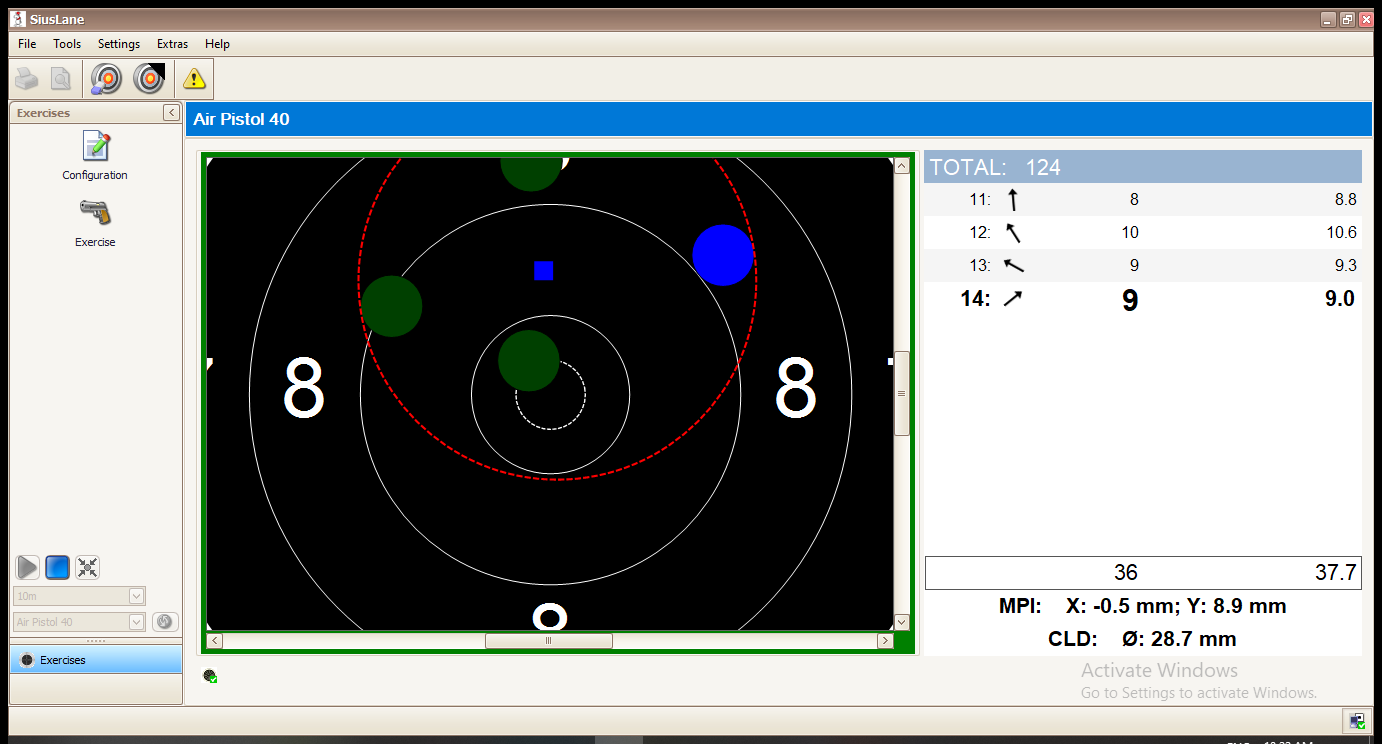 SiusLane
File Tools Settings Extras Help
Exercises
Air Pistol 40
Configuration
Exercise
8 8
8
TOTAL: 124
11: 8 8.8
12: 10 10.6
13: 9 9.3
14: 9 9.0
36 37.7
MPI: X: -0.5 mm; Y: 8.9 mm
CLD: Ø: 28.7 mm
10m
Air Pistol 40
Exercises
Activate Windows
Go to Settings to activate Windows.